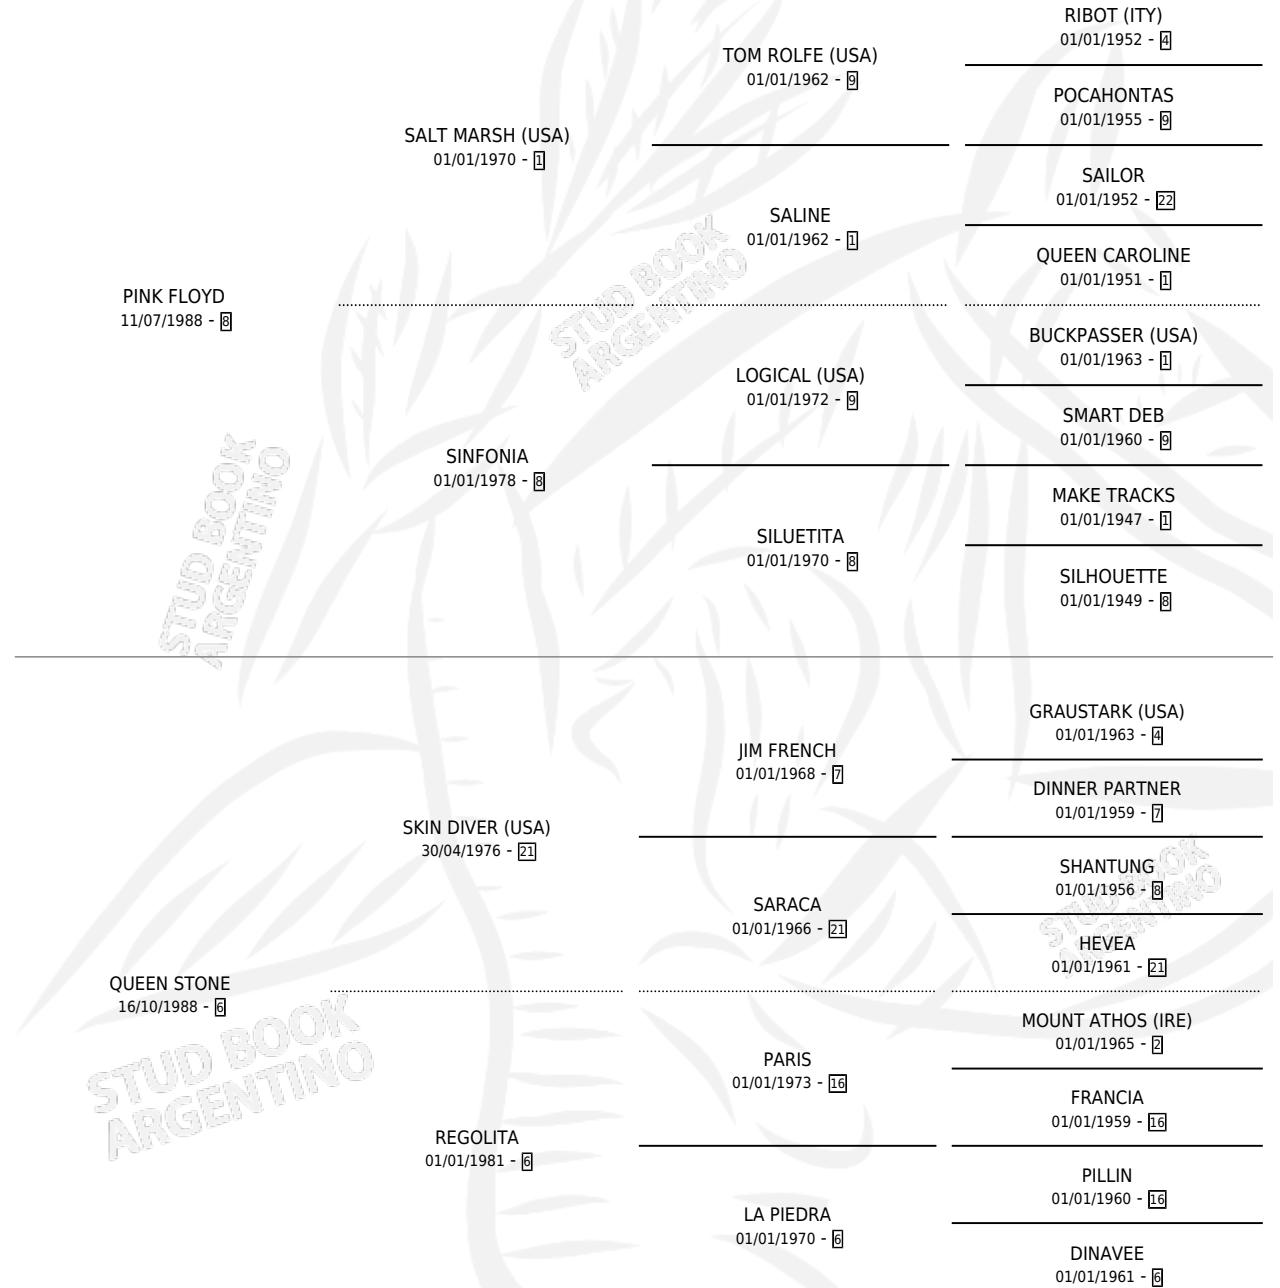 RIBOT (ITY)
01/01/1952 - 4
TOM ROLFE (USA)
01/01/1962 - 9
POCAHONTAS
01/01/1955 - 9
SALT MARSH (USA)
01/01/1970 - 1
SAILOR
01/01/1952 - 22
SALINE
01/01/1962 - 1
QUEEN CAROLINE
01/01/1951 - 1
PINK FLOYD
11/07/1988 - 8
BUCKPASSER (USA)
01/01/1963 - 1
LOGICAL (USA)
01/01/1972 - 9
SMART DEB
01/01/1960 - 9
SINFONIA
01/01/1978 - 8
MAKE TRACKS
01/01/1947 - 1
SILUETITA
01/01/1970 - 8
SILHOUETTE
01/01/1949 - 8
STUD BOOK
ARGENTINO
STUD BOOK
ARGENTINO
GRAUSTARK (USA)
01/01/1963 - 4
JIM FRENCH
01/01/1968 - 7
DINNER PARTNER
01/01/1959 - 7
SKIN DIVER (USA)
30/04/1976 - 21
SHANTUNG
01/01/1956 - 8
SARACA
01/01/1966 - 21
HEVEA
01/01/1961 - 21
QUEEN STONE
16/10/1988 - 6
MOUNT ATHOS (IRE)
01/01/1965 - 2
PARIS
01/01/1973 - 16
FRANCIA
01/01/1959 - 16
REGOLITA
01/01/1981 - 6
PILLIN
01/01/1960 - 16
LA PIEDRA
01/01/1970 - 6
DINAVEE
01/01/1961 - 6
STUD BOOK
ARGENTINO
STUD BOOK
ARGENTINO